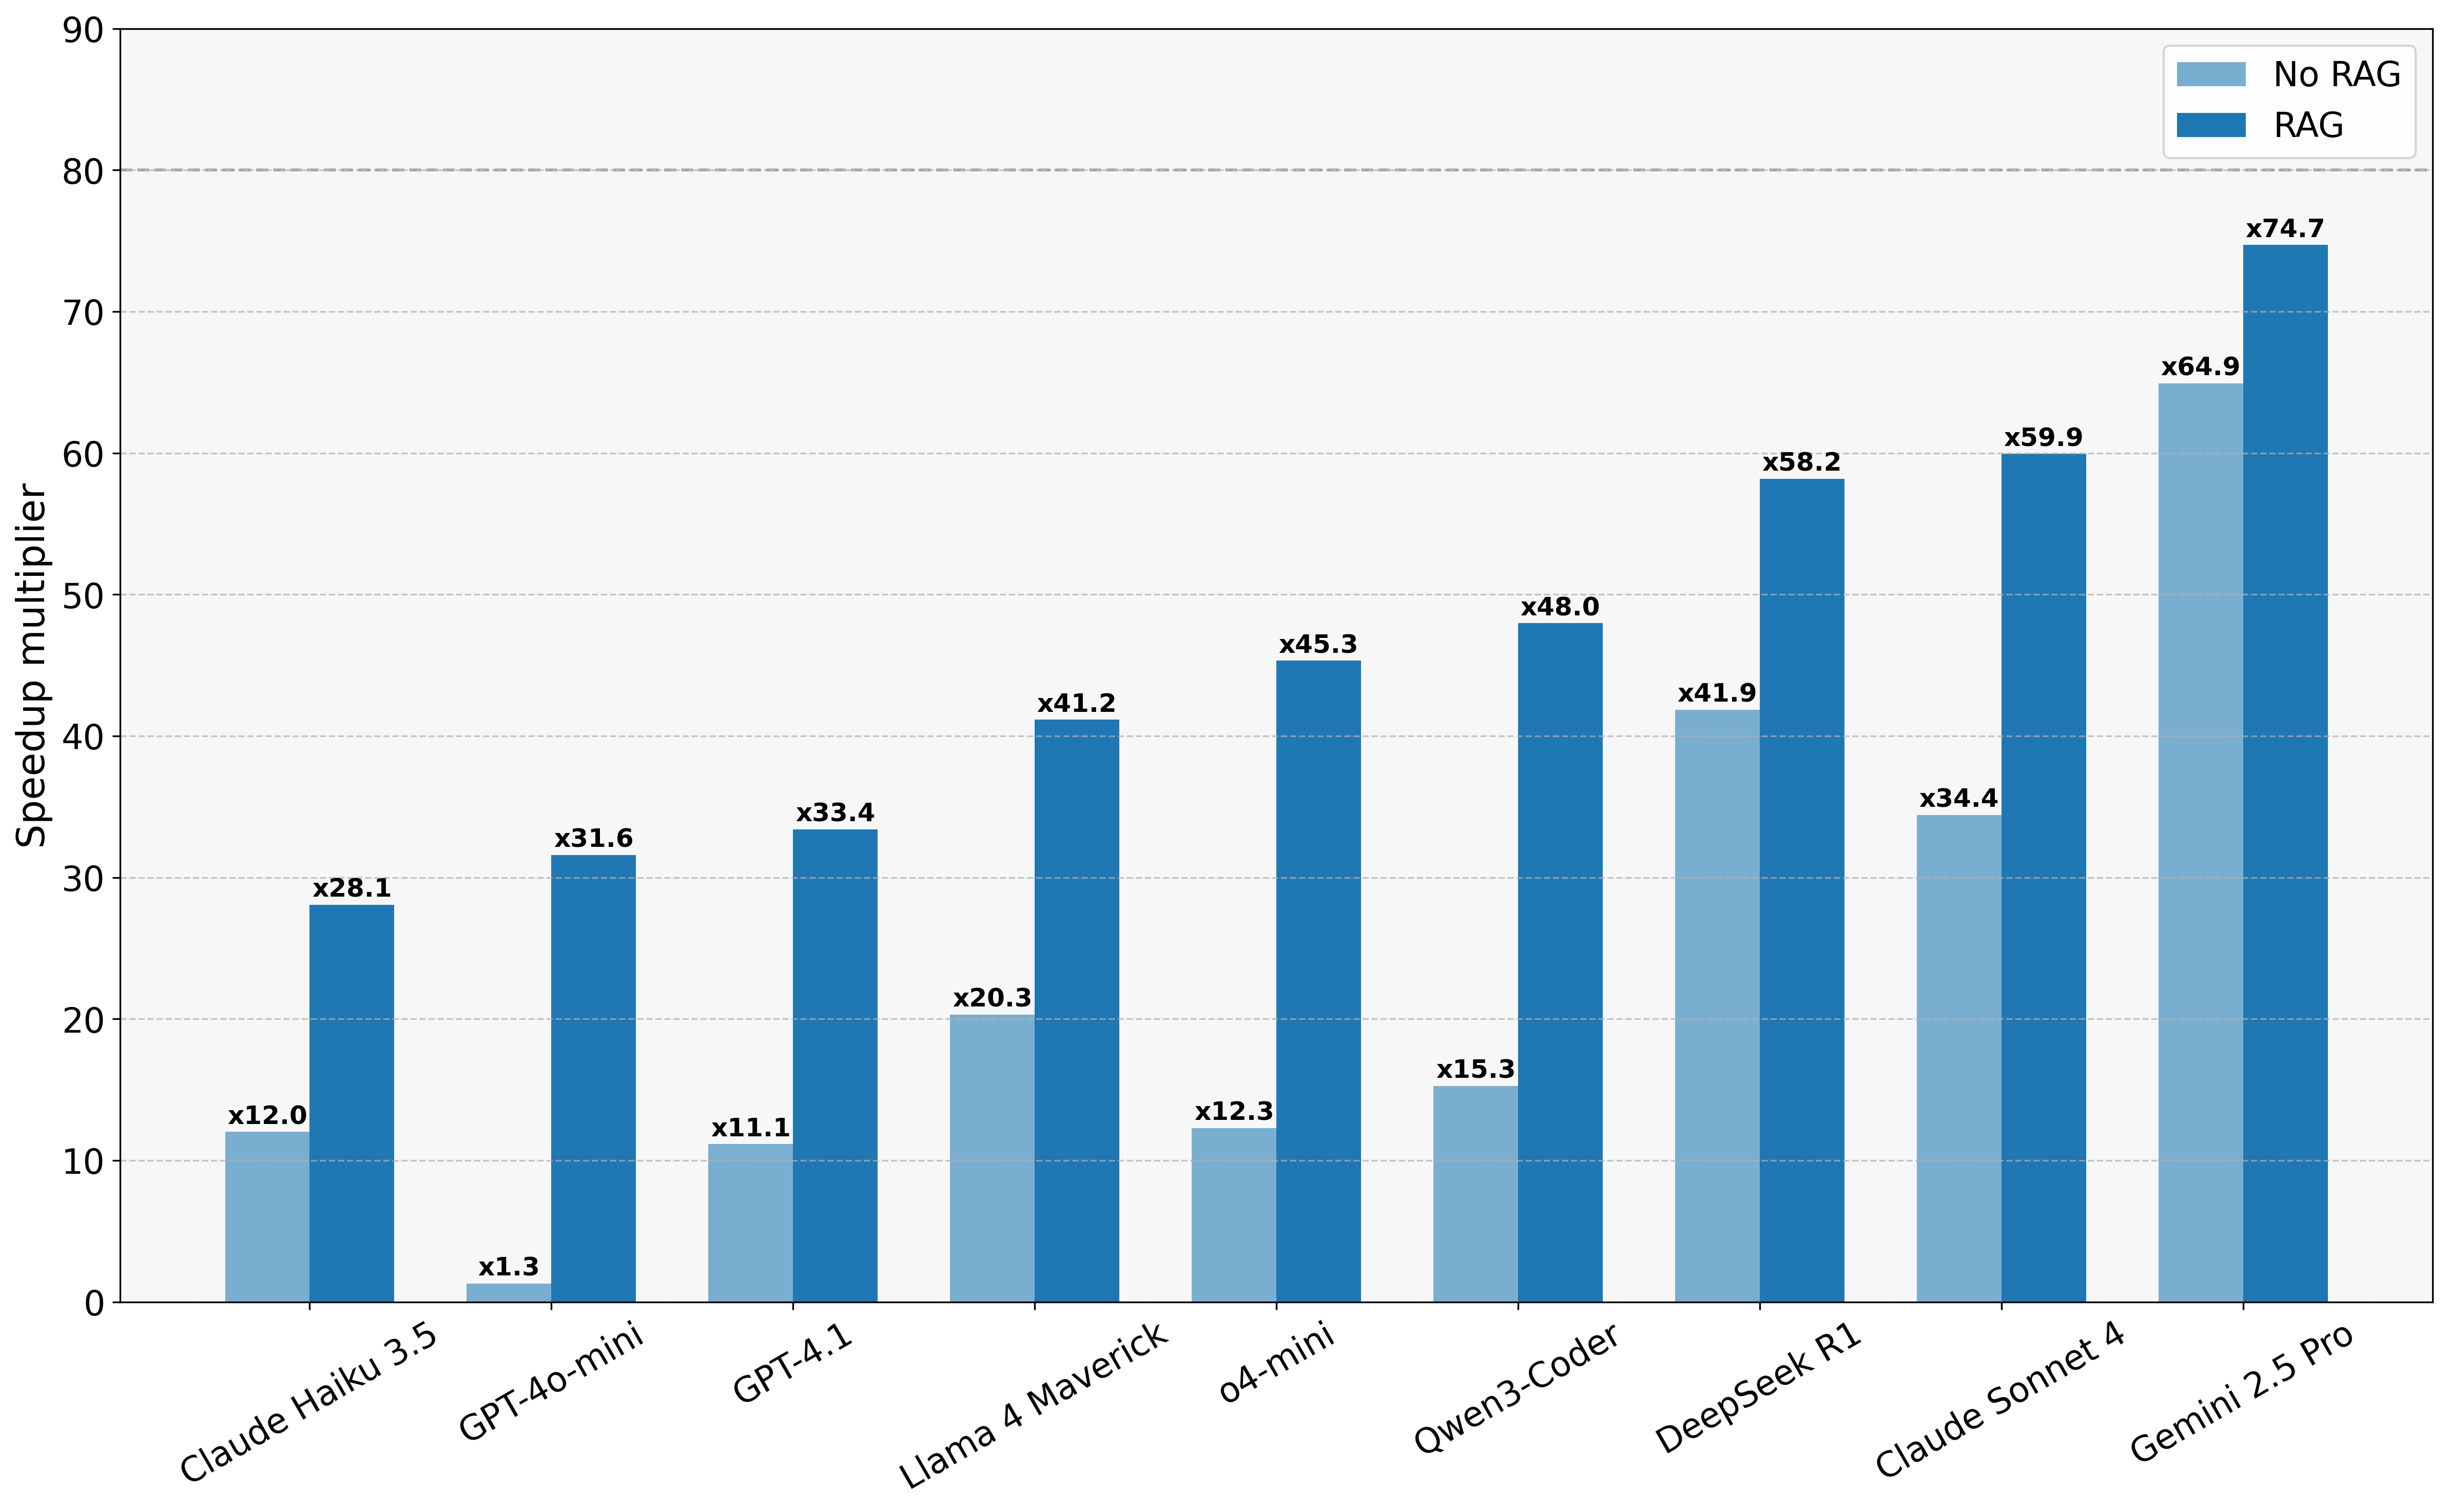 Speedup multiplier
90
80
70
60
50
40
30
20
10
0
No RAG
RAG
x12.0
x28.1
x1.3
x31.6
x11.1
x33.4
x20.3
x41.2
x12.3
x45.3
x15.3
x48.0
x41.9
x58.2
x34.4
x59.9
x64.9
x74.7
Claude Haiku 3.5
GPT-4o-mini
GPT-4.1
Llama 4 Maverick
o4-mini
Qwen3-Coder
DeepSeek R1
Claude Sonnet 4
Gemini 2.5 Pro